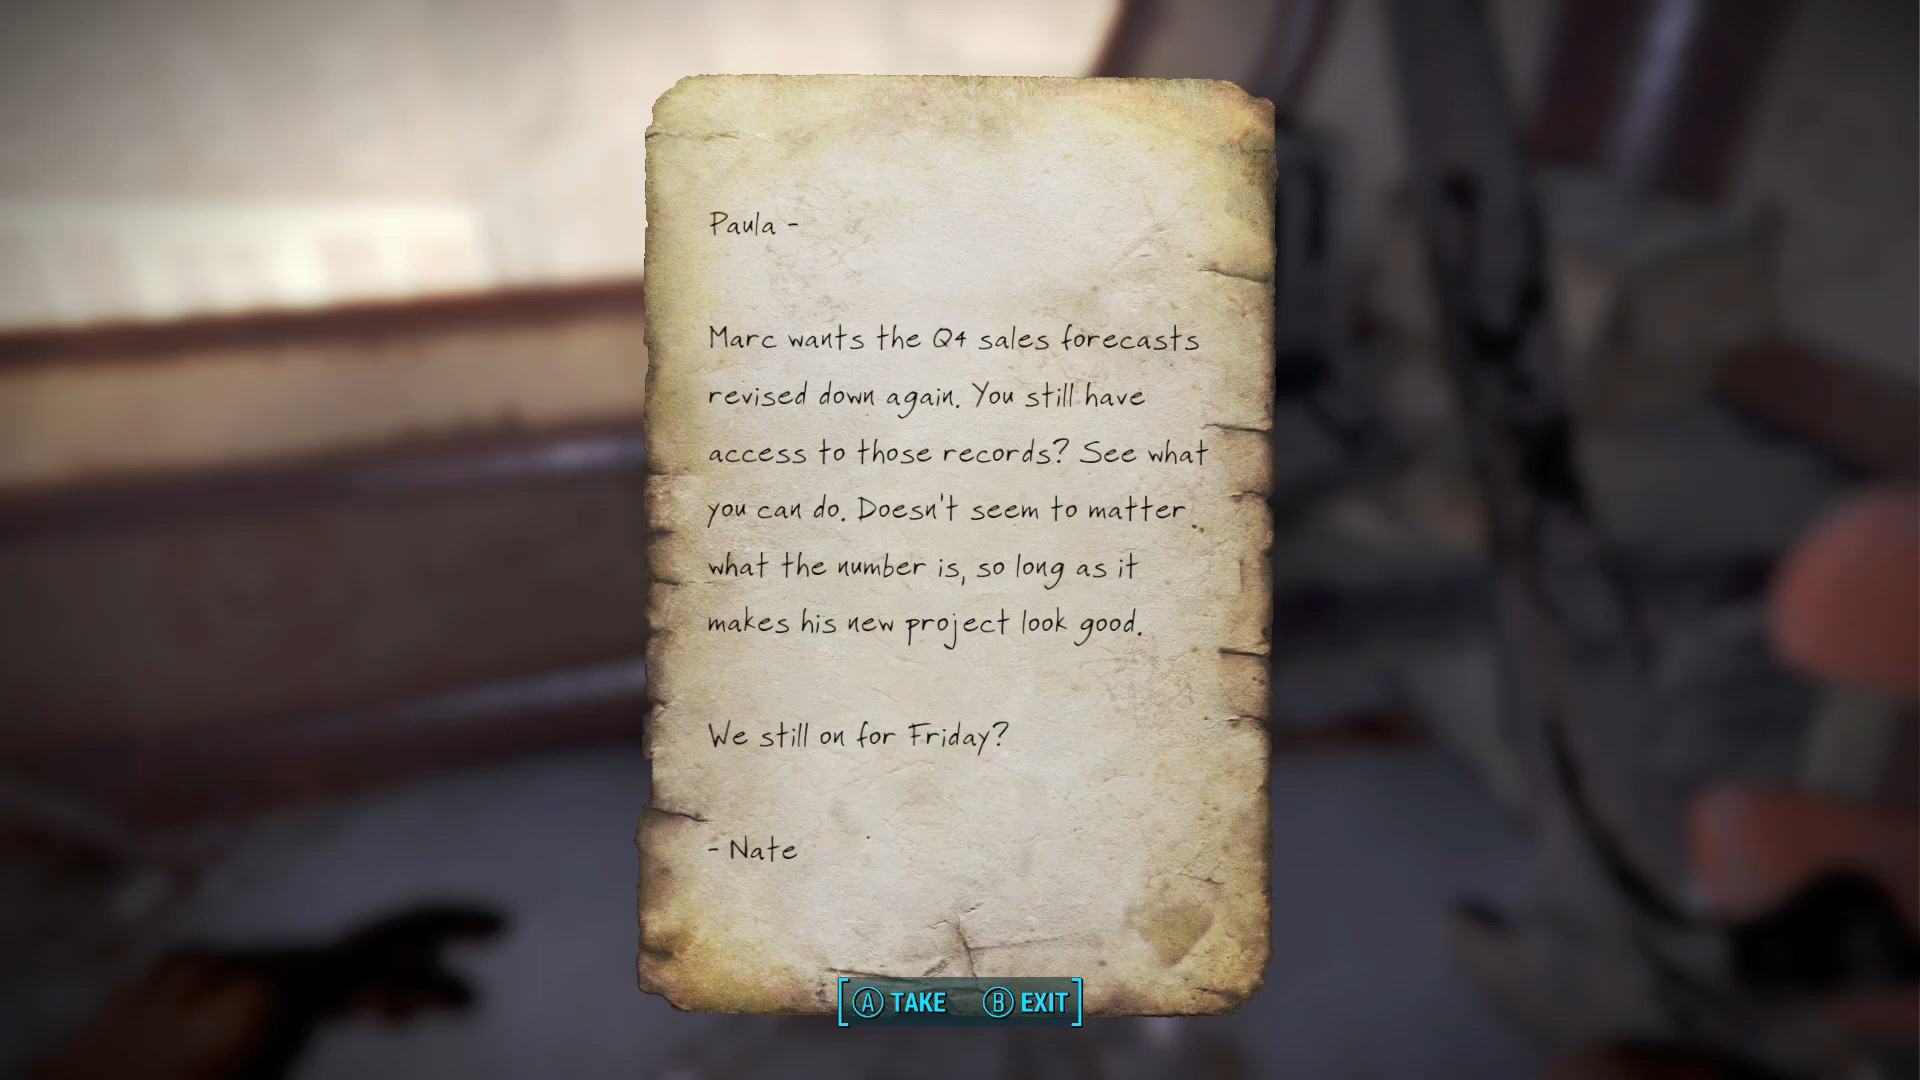 Paula -
Marc wants the Q4 sales forecasts
revised down again. You still have
access to those records? See what
you can do. Doesn't seem to matter
what the number is, so long as it
makes his new project look good.
We still on for Friday?
- Nate
A TAKE B EXIT